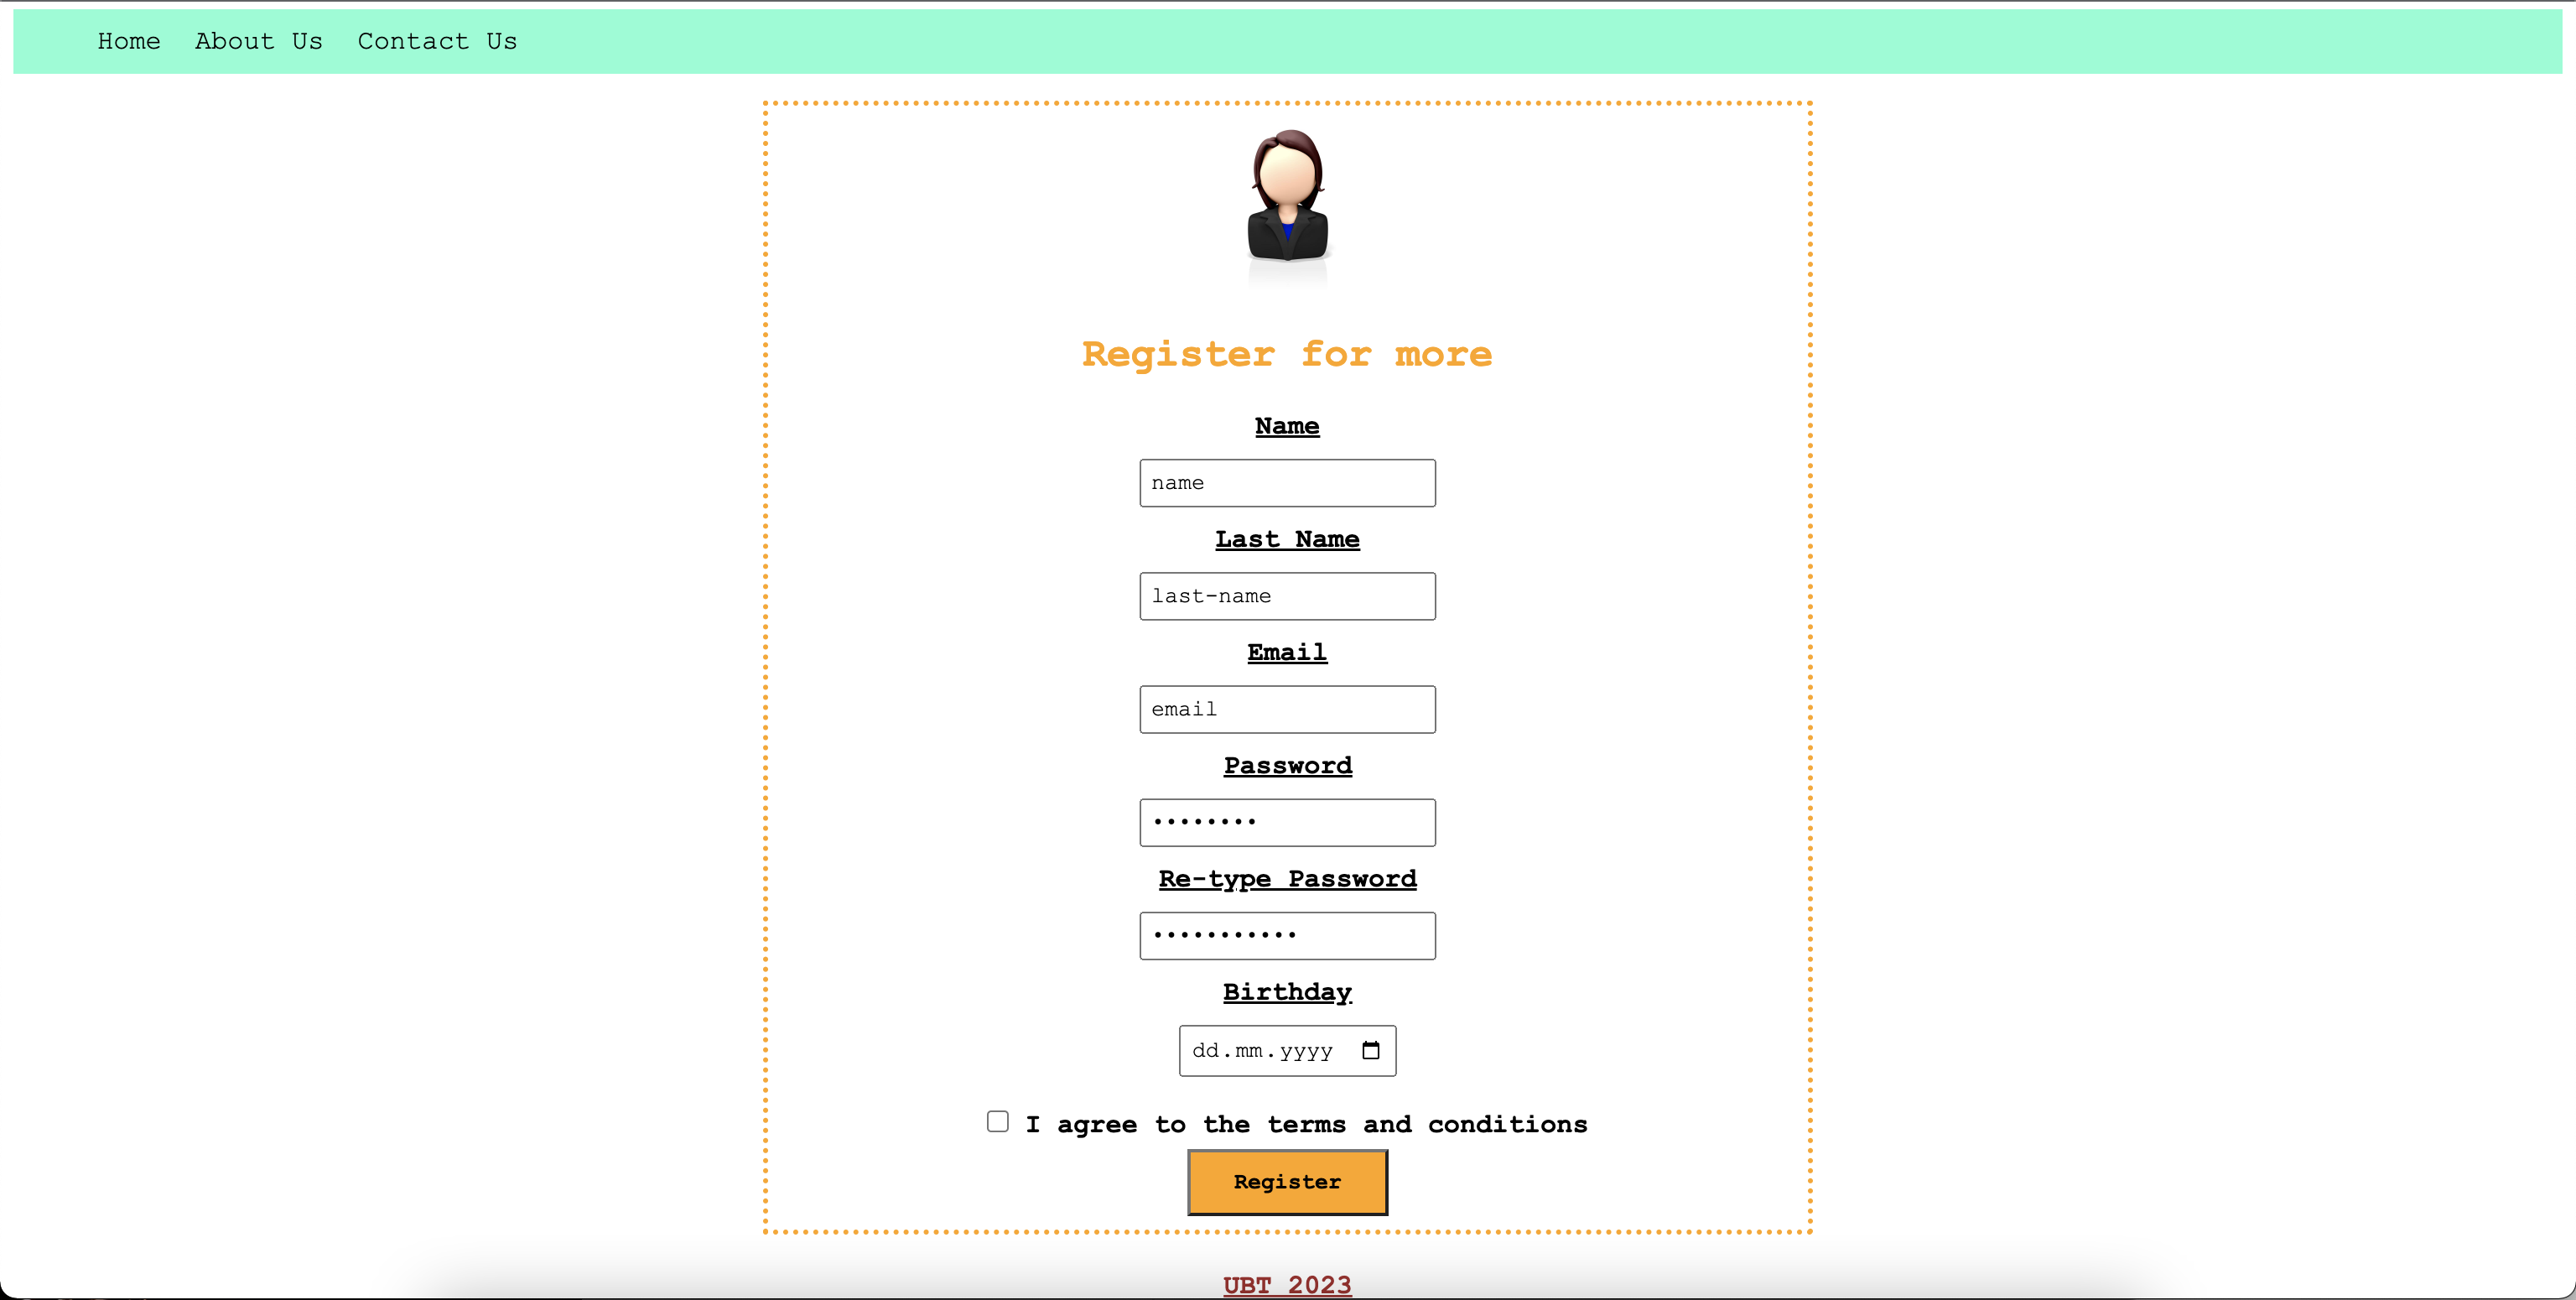 Home About Us Contact Us
Register for more
Name
name
Last Name
last-name
Email
email
Password
••••••••
Re-type Password
•••••••••••
Birthday
dd.mm.yyyy
I agree to the terms and conditions
Register
UBT 2023